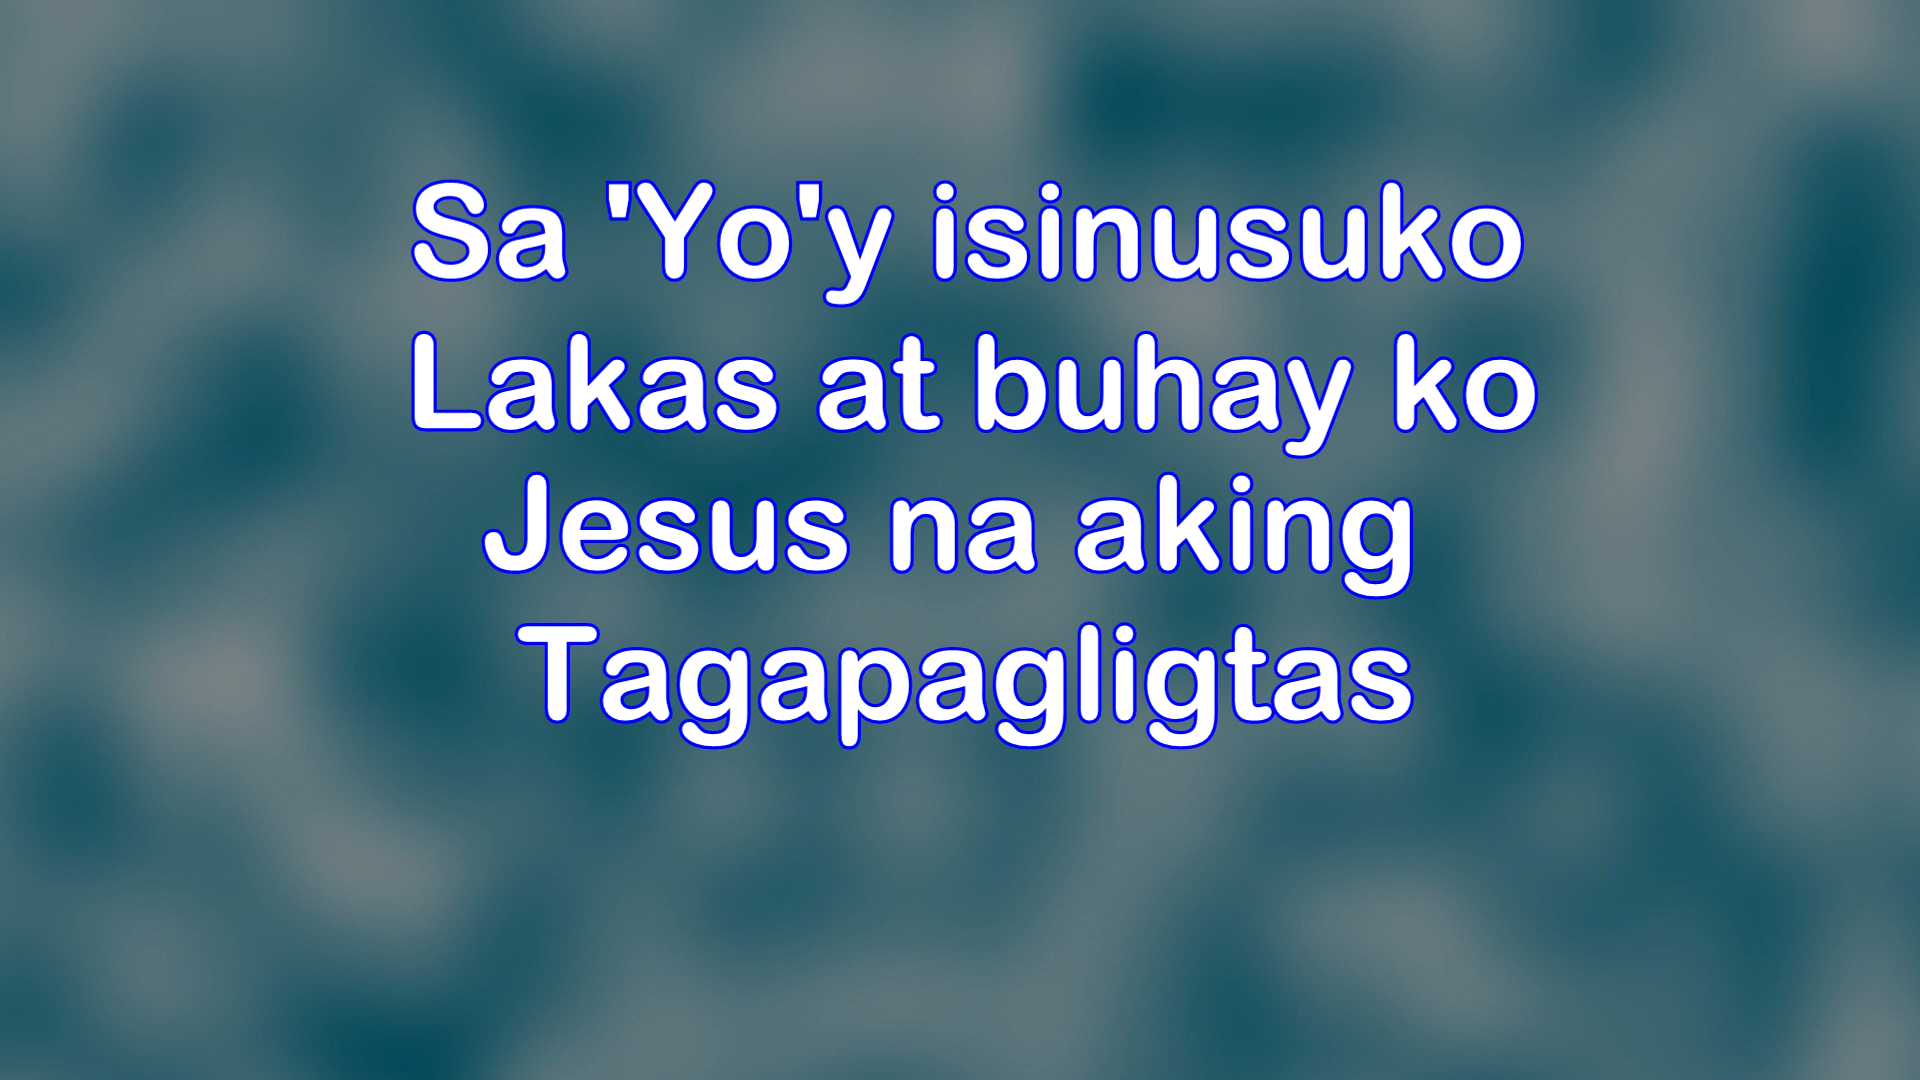 Sa 'Yo'y isinusuko
Lakas at buhay ko
Jesus na aking
Tagapagligtas